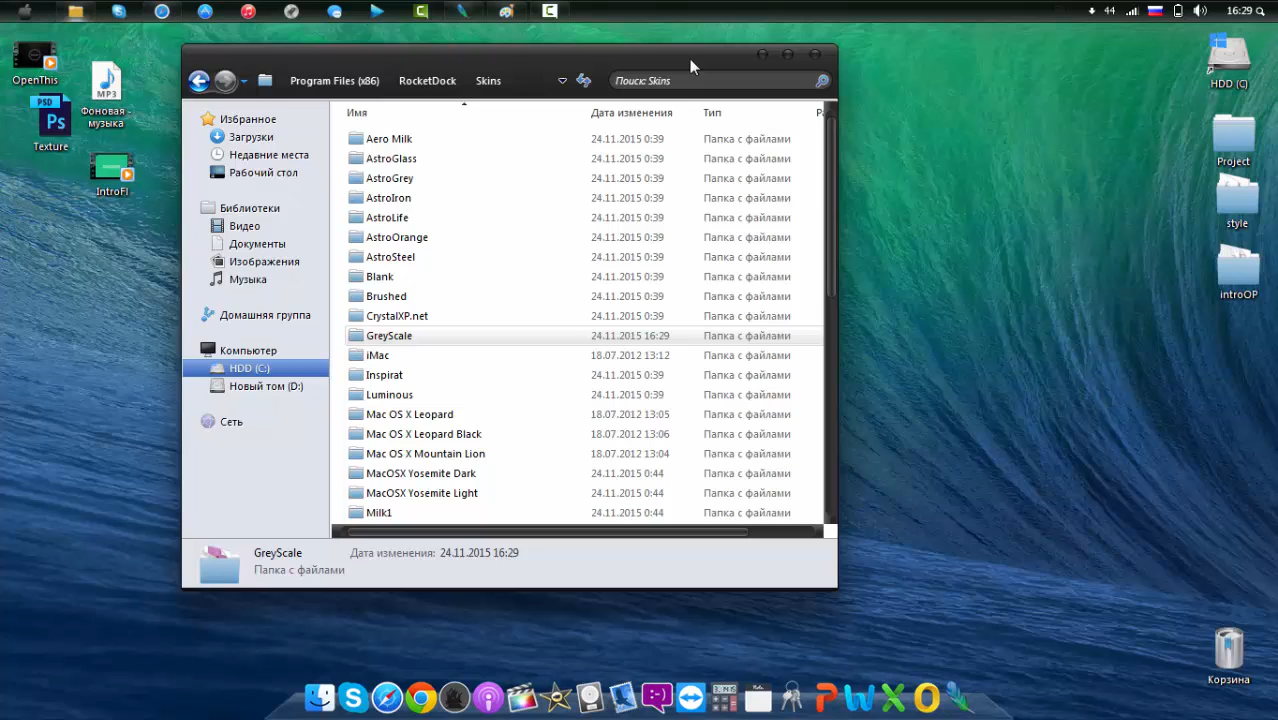 44
16:29
OpenThis
MP3
Фоновая -
музыка
PSD
Ps
Texture
IntroFI
HDD (C)
Project
style
introOP
Корзина
Program Files (x86) RocketDock Skins
Поиск: Skins
Избранное
Загрузки
Недавние места
Рабочий стол
Библиотеки
Видео
Документы
Изображения
Музыка
Домашняя группа
Компьютер
HDD (C:)
Новый том (D:)
Сеть
Имя Дата изменения Тип
Aero Milk 24.11.2015 0:39 Папка с файлами
AstroGlass 24.11.2015 0:39 Папка с файлами
AstroGrey 24.11.2015 0:39 Папка с файлами
AstroIron 24.11.2015 0:39 Папка с файлами
AstroLife 24.11.2015 0:39 Папка с файлами
AstroOrange 24.11.2015 0:39 Папка с файлами
AstroSteel 24.11.2015 0:39 Папка с файлами
Blank 24.11.2015 0:39 Папка с файлами
Brushed 24.11.2015 0:39 Папка с файлами
CrystalXP.net 24.11.2015 0:39 Папка с файлами
GreyScale 24.11.2015 16:29 Папка с файлами
iMac 18.07.2012 13:12 Папка с файлами
Inspirat 24.11.2015 0:39 Папка с файлами
Luminous 24.11.2015 0:39 Папка с файлами
Mac OS X Leopard 18.07.2012 13:05 Папка с файлами
Mac OS X Leopard Black 18.07.2012 13:06 Папка с файлами
Mac OS X Mountain Lion 18.07.2012 13:04 Папка с файлами
MacOSX Yosemite Dark 24.11.2015 0:44 Папка с файлами
MacOSX Yosemite Light 24.11.2015 0:44 Папка с файлами
Milk1 24.11.2015 0:44 Папка с файлами
GreyScale Дата изменения: 24.11.2015 16:29
Папка с файлами